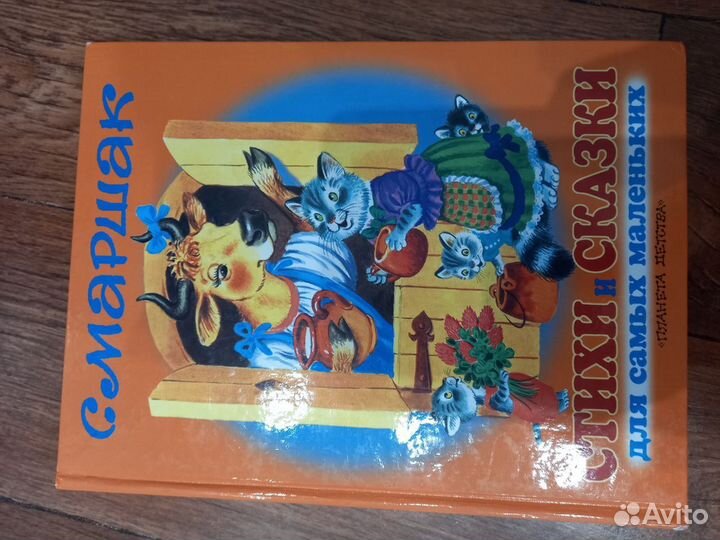 С. МАРШАК
СТИХИ и СКАЗКИ
для самых маленьких
«ПЛАНЕТА ДЕТСТВА»
Avito